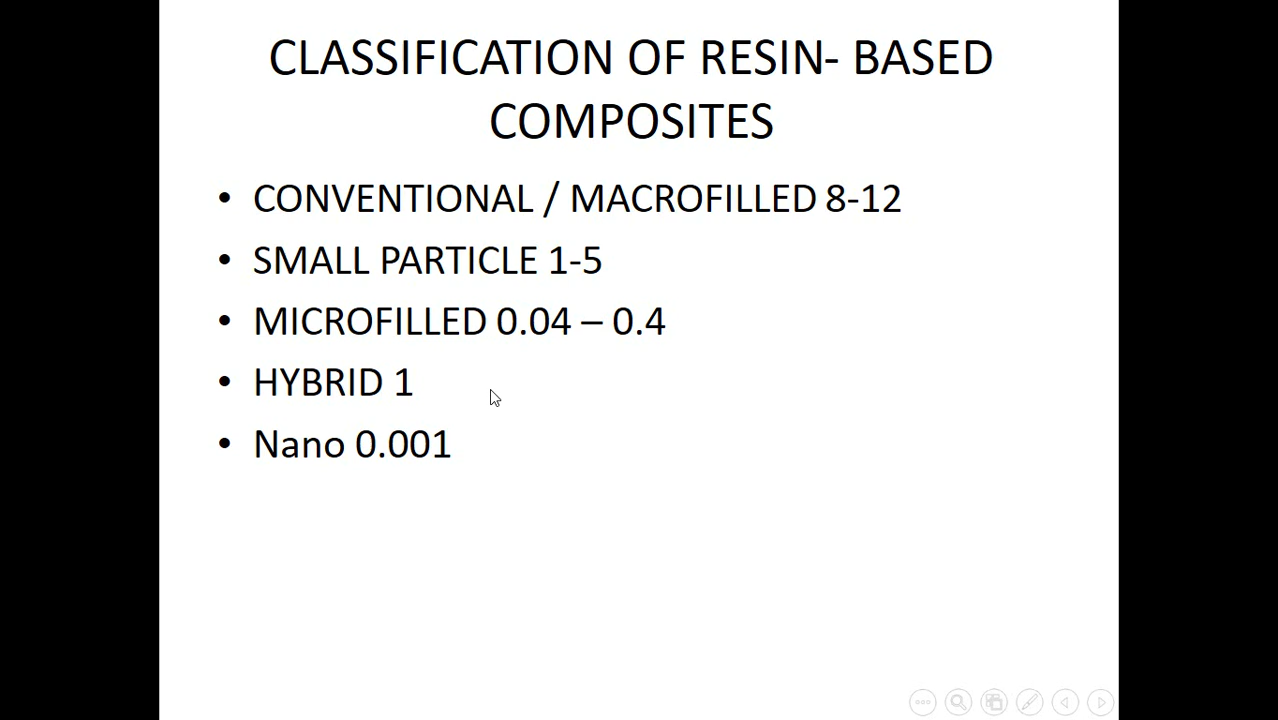 CLASSIFICATION OF RESIN- BASED
COMPOSITES
• CONVENTIONAL / MACROFILLED 8-12
• SMALL PARTICLE 1-5
• MICROFILLED 0.04 – 0.4
• HYBRID 1
• Nano 0.001